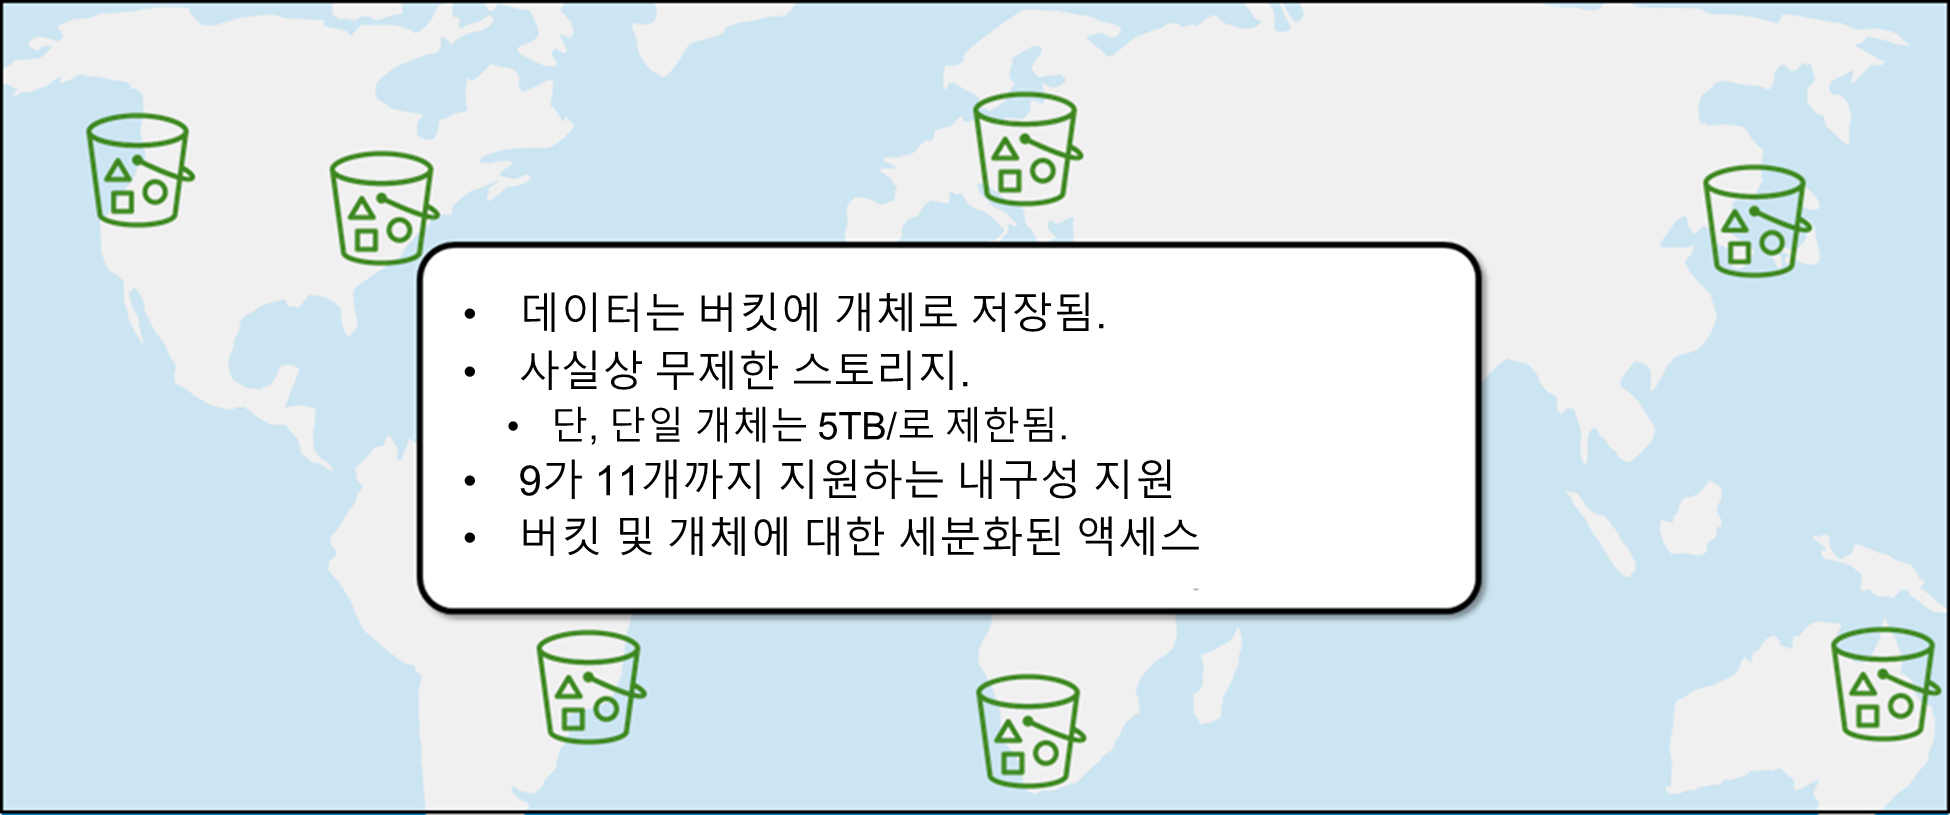 • 데이터는 버킷에 개체로 저장됨.
• 사실상 무제한 스토리지.
• 단, 단일 개체는 5TB/로 제한됨.
• 9가 11개까지 지원하는 내구성 지원
• 버킷 및 개체에 대한 세분화된 액세스